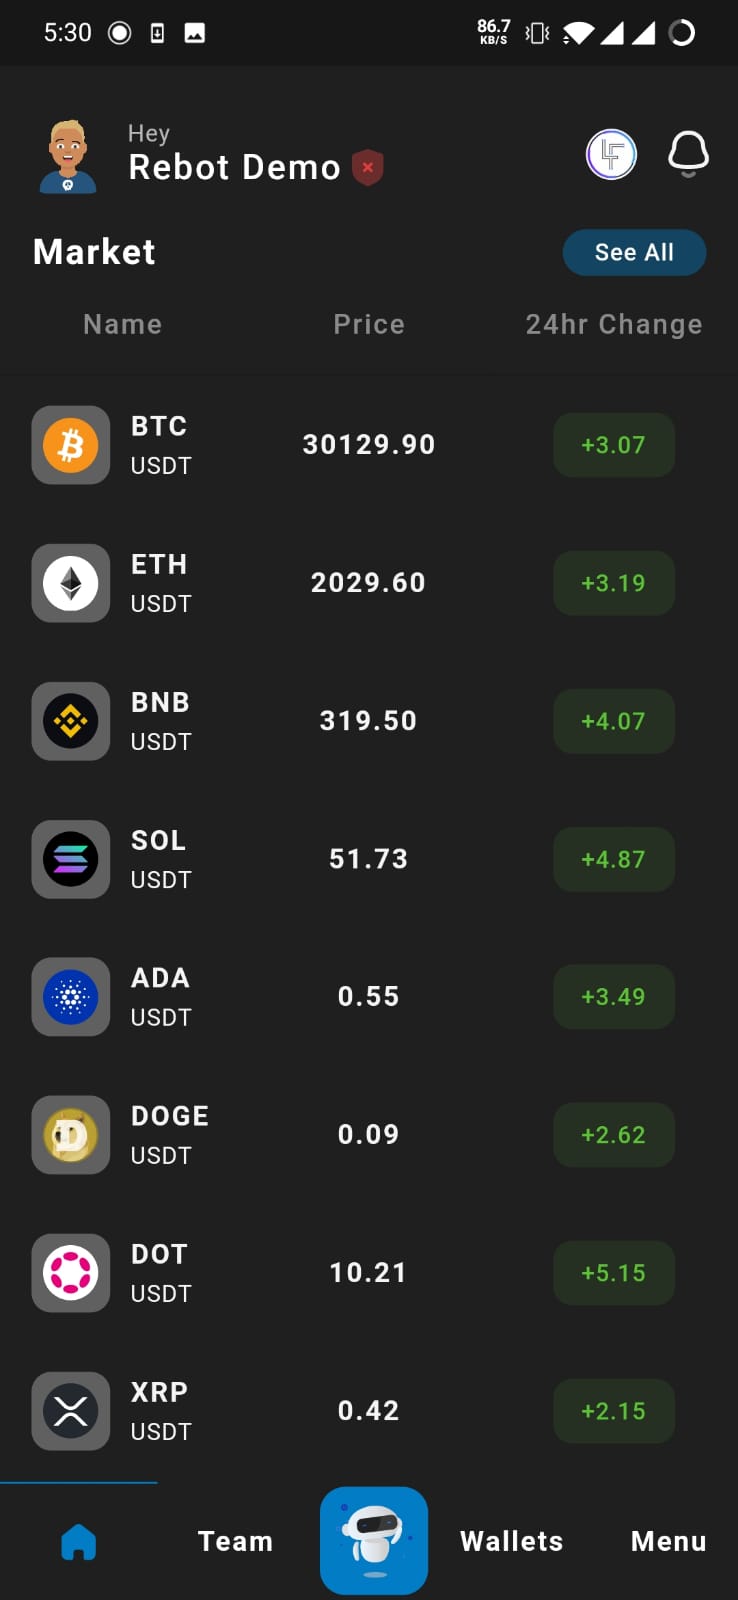 5:30
86.7
KB/S
Hey
Rebot Demo
Market
See All
Name Price 24hr Change
BTC
USDT
30129.90
+3.07
ETH
USDT
2029.60
+3.19
BNB
USDT
319.50
+4.07
SOL
USDT
51.73
+4.87
ADA
USDT
0.55
+3.49
DOGE
USDT
0.09
+2.62
DOT
USDT
10.21
+5.15
XRP
USDT
0.42
+2.15
Team Wallets Menu